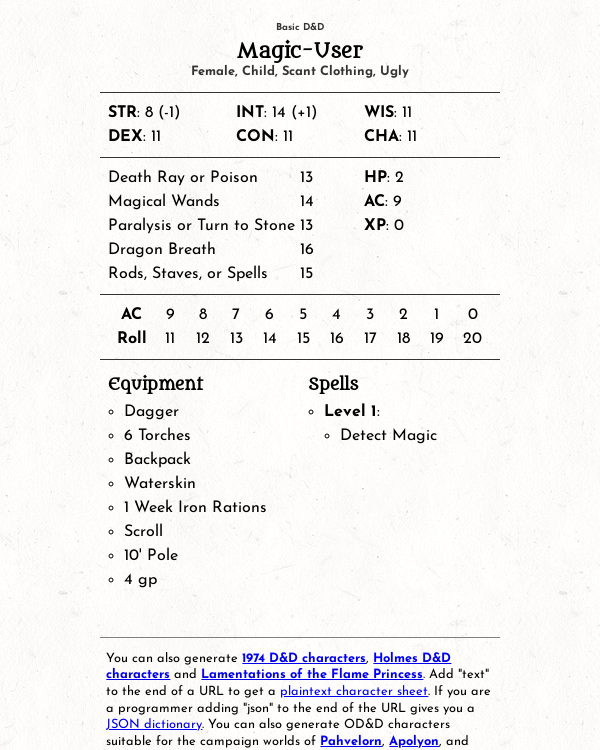 Basic D&D
Magic-User
Female, Child, Scant Clothing, Ugly
STR: 8 (-1) INT: 14 (+1) WIS: 11
DEX: 11 CON: 11 CHA: 11
Death Ray or Poison 13 HP: 2
Magical Wands 14 AC: 9
Paralysis or Turn to Stone 13 XP: 0
Dragon Breath 16
Rods, Staves, or Spells 15
AC 9 8 7 6 5 4 3 2 1 0
Roll 11 12 13 14 15 16 17 18 19 20
Equipment
Dagger
6 Torches
Backpack
Waterskin
1 Week Iron Rations
Scroll
10' Pole
4 gp
Spells
Level 1:
Detect Magic
You can also generate 1974 D&D characters, Holmes D&D
characters and Lamentations of the Flame Princess. Add "text"
to the end of a URL to get a plaintext character sheet. If you are
a programmer adding "json" to the end of the URL gives you a
JSON dictionary. You can also generate OD&D characters
suitable for the campaign worlds of Pahvelorn, Apolyon, and